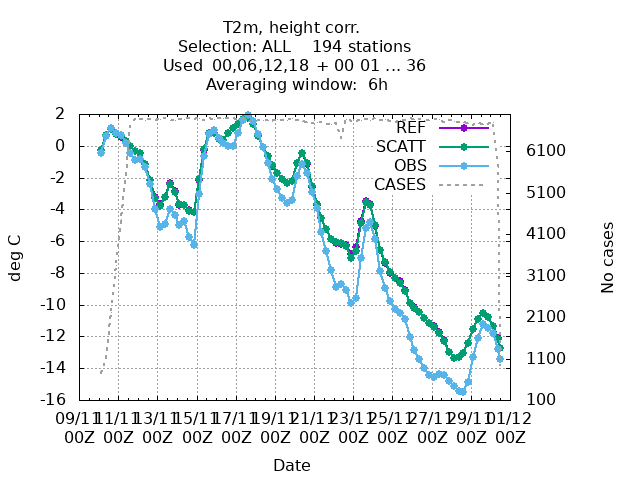 T2m, height corr.
Selection: ALL    194 stations
Used  00,06,12,18  + 00 01 ... 36
Averaging window:  6h
REF
SCATT
OBS
CASES
2
0
-2
-4
-6
-8
-10
-12
-14
-16
6100
5100
4100
3100
2100
1100
100
deg C
No cases
09/11 11/11 13/11 15/11 17/11 19/11 21/11 23/11 25/11 27/11 29/11 01/12
00Z 00Z 00Z 00Z 00Z 00Z 00Z 00Z 00Z 00Z 00Z 00Z
Date